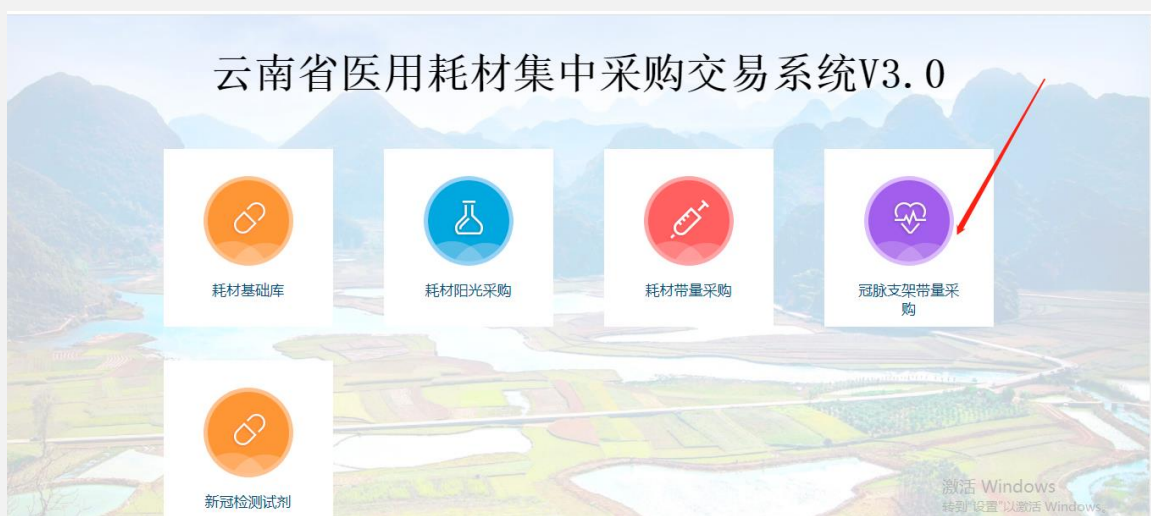 云南省医用耗材集中采购交易系统V3.0
耗材基础库
耗材阳光采购
耗材带量采购
冠脉支架带量采
购
新冠检测试剂
激活 Windows
转到"设置"以激活 Windows。